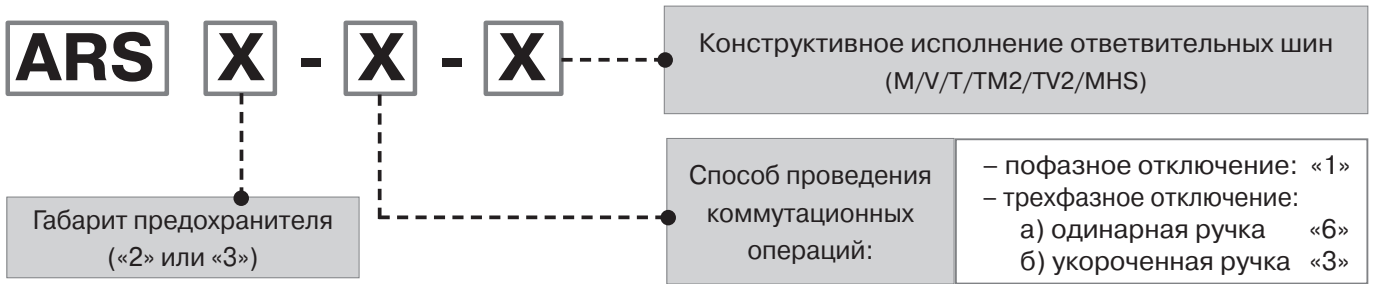 ARS X - X - X
Конструктивное исполнение ответвительных шин
(M/V/T/TM2/TV2/MHS)
Габарит предохранителя
(«2» или «3»)
Способ проведения
коммутационных
операций:
– пофазное отключение: «1»
– трехфазное отключение:
а) одинарная ручка «6»
б) укороченная ручка «3»